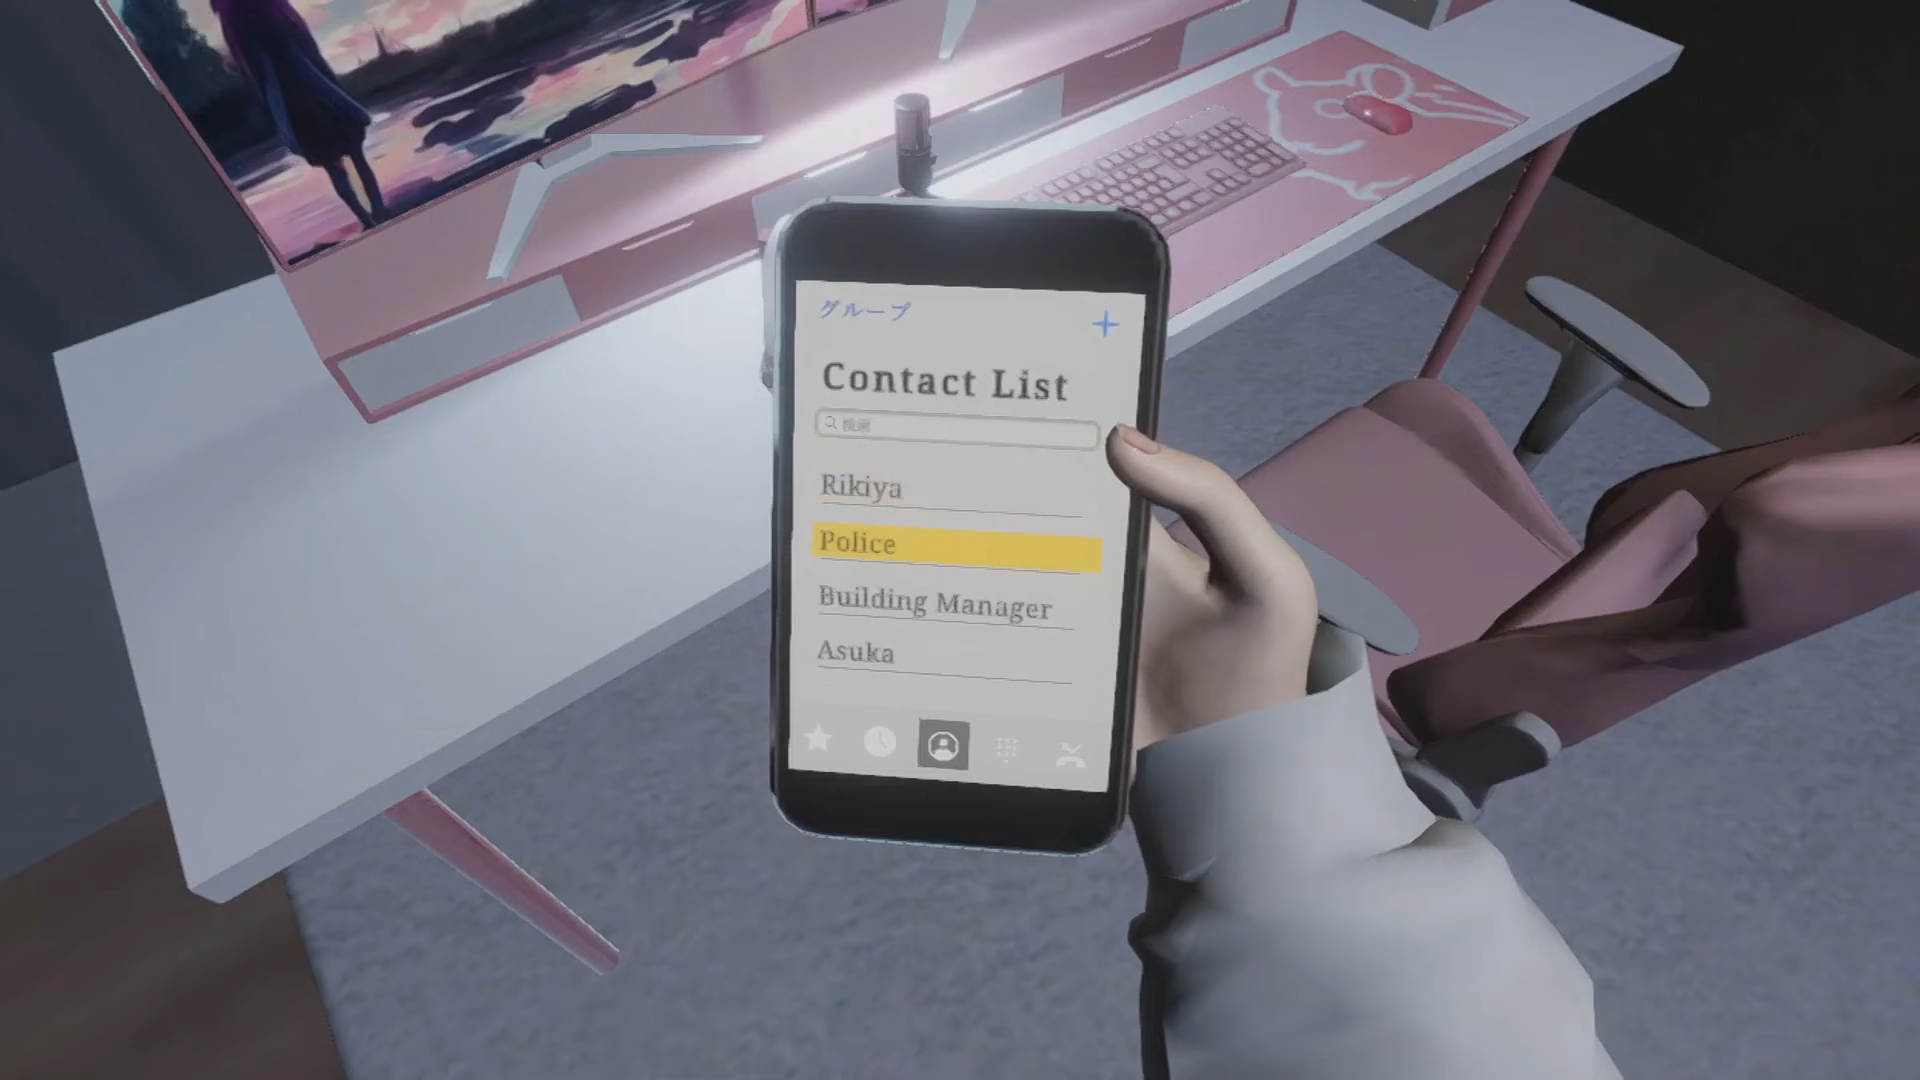 グループ
Contact List
検索
Rikiya
Police
Building Manager
Asuka